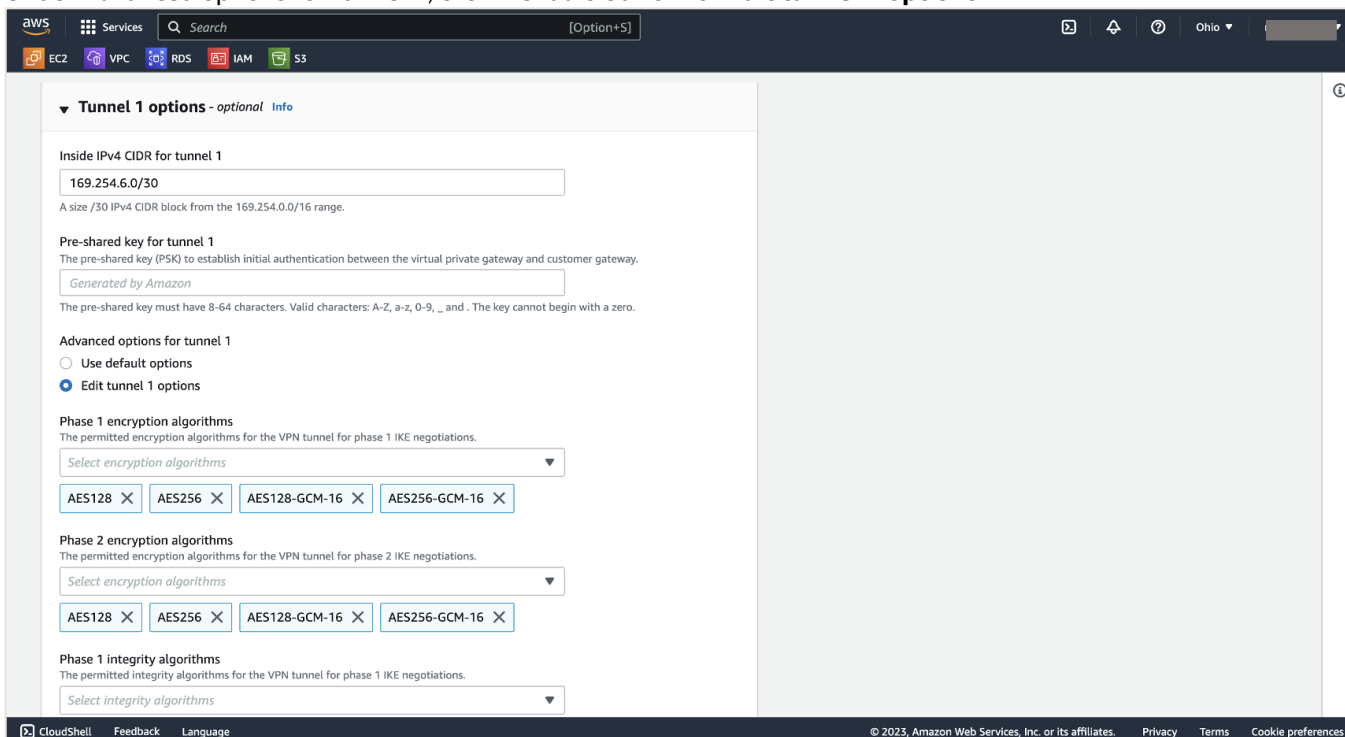 aws
Services
Search
[Option+S]
Ohio
EC2
VPC
RDS
IAM
S3
Tunnel 1 options - optional Info
Inside IPv4 CIDR for tunnel 1
169.254.6.0/30
A size /30 IPv4 CIDR block from the 169.254.0.0/16 range.
Pre-shared key for tunnel 1
The pre-shared key (PSK) to establish initial authentication between the virtual private gateway and customer gateway.
Generated by Amazon
The pre-shared key must have 8-64 characters. Valid characters: A-Z, a-z, 0-9, _ and . The key cannot begin with a zero.
Advanced options for tunnel 1
Use default options
Edit tunnel 1 options
Phase 1 encryption algorithms
The permitted encryption algorithms for the VPN tunnel for phase 1 IKE negotiations.
Select encryption algorithms
AES128 AES256 AES128-GCM-16 AES256-GCM-16
Phase 2 encryption algorithms
The permitted encryption algorithms for the VPN tunnel for phase 2 IKE negotiations.
Select encryption algorithms
AES128 AES256 AES128-GCM-16 AES256-GCM-16
Phase 1 integrity algorithms
The permitted integrity algorithms for the VPN tunnel for phase 1 IKE negotiations.
Select integrity algorithms
CloudShell Feedback Language
© 2023, Amazon Web Services, Inc. or its affiliates. Privacy Terms Cookie preferences